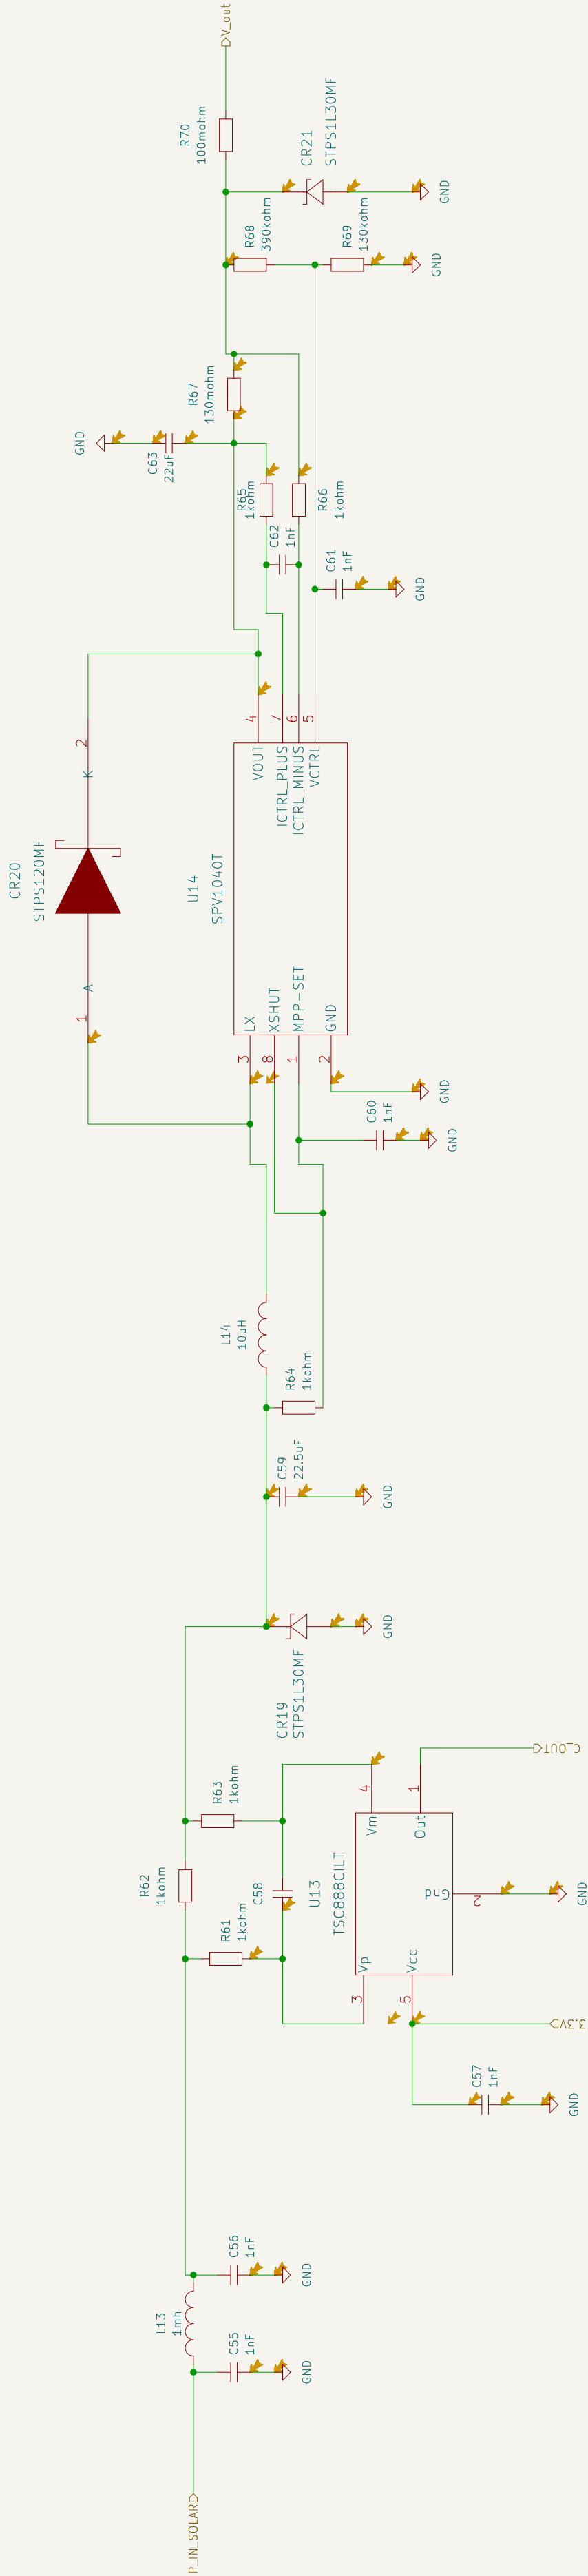 V_out
R70
100mohm
CR21
STPS1L30MF
GND
R68
390kohm
R69
130kohm
GND
R67
130mohm
GND
C63
22uF
R65
1kohm
R66
1kohm
C62
1nF
C61
1nF
GND
4
7
6
5
VOUT
ICTRL_PLUS
ICTRL_MINUS
VCTRL
2
K
CR20
STPS120MF
A
1
U14
SPV1040T
LX
XSHUT
MPP-SET
GND
3
8
1
2
GND
C60
1nF
GND
L14
10uH
R64
1kohm
C59
22.5uF
GND
CR19
STPS1L30MF
GND
C_OUT
R63
1kohm
4
1
Vm
Out
R62
1kohm
C58
U13
TSC888CILT
Gnd
2
GND
R61
1kohm
Vp
Vcc
3
5
3.3V
C57
1nF
GND
C56
1nF
GND
L13
1mh
C55
1nF
GND
P_IN_SOLAR